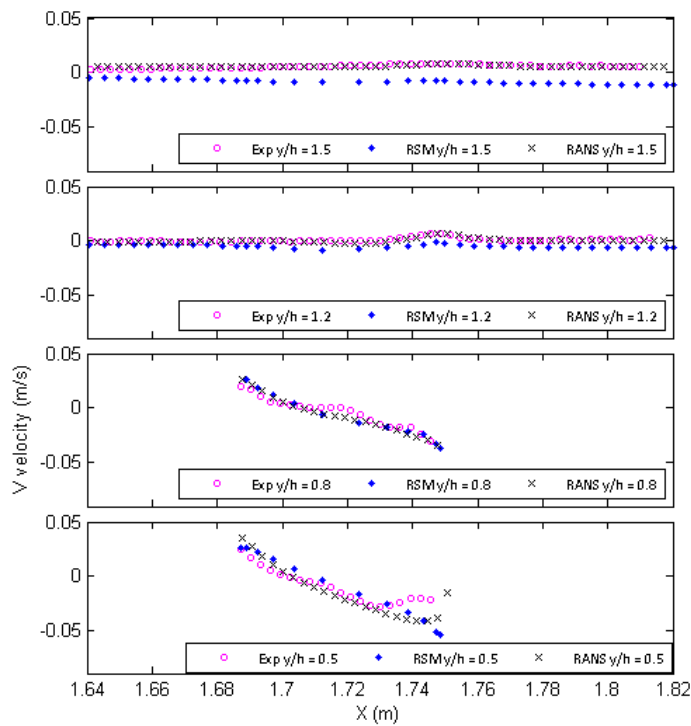 0.05
0
-0.05
Exp y/h = 1.5 RSM y/h = 1.5 RANS y/h = 1.5
0.05
0
-0.05
Exp y/h = 1.2 RSM y/h = 1.2 RANS y/h = 1.2
0.05
0
-0.05
Exp y/h = 0.8 RSM y/h = 0.8 RANS y/h = 0.8
V velocity (m/s)
0.05
0
-0.05
Exp y/h = 0.5 RSM y/h = 0.5 RANS y/h = 0.5
1.64 1.66 1.68 1.7 1.72 1.74 1.76 1.78 1.8 1.82
X (m)